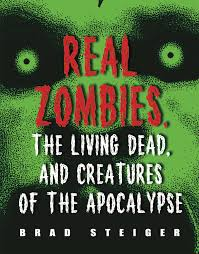 REAL
ZOMBIES,
THE LIVING DEAD,
AND CREATURES
OF THE APOCALYPSE
BRAD STEIGER